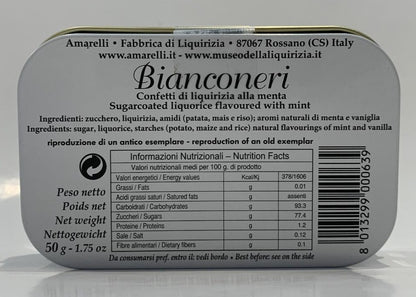 Amarelli • Fabbrica di Liquirizia • 87067 Rossano (CS) Italy
www.amarelli.it - www.museodellaliquirizia.it
Bianconeri
Confetti di liquirizia alla menta
Sugarcoated liquorice flavoured with mint
Ingredienti: zucchero, liquirizia, amidi (patata, mais e riso); aromi naturali di menta e vaniglia
Ingredients: sugar, liquorice, starches (potato, maize and rice) natural flavourings of mint and vanilla
riproduzione di un antico esemplare - reproduction of an old exemplar
Informazioni Nutrizionali – Nutrition Facts
Valori nutrizionali medi per 100 g. di prodotto
Valori energetici / Energy values Kcal/Kj 378/1606
Grassi / Fats g 0.01
Acidi grassi saturi / Satured fats g assenti
Carboidrati / Carbohydrates g 93.3
Zuccheri / Sugars g 77.4
Proteine / Proteins g 1.2
Sale / Salt g 0.12
Fibre alimentari / Dietary fibers g 0.1
Peso netto
Poids net
Net weight
Nettogewicht
50 g - 1.75 oz
Da consumarsi pref. entro il: vedi bordo • Best before: see on the side
8 013299 000639